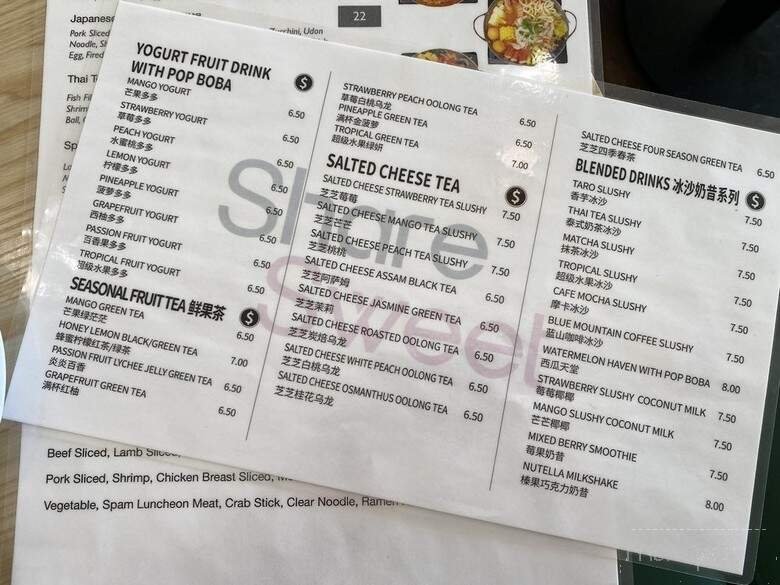 Japanese
22
Pork Sliced
Zucchini, Udon
Noodle, Sh
Egg, Fired
Thai T
Fish Fil
Shrim
Ball, C
YOGURT FRUIT DRINK
WITH POP BOBA $
MANGO YOGURT 6.50
芒果多多
STRAWBERRY YOGURT 6.50
草莓多多
PEACH YOGURT 6.50
水蜜桃多多
LEMON YOGURT 6.50
柠檬多多
PINEAPPLE YOGURT 6.50
菠萝多多
GRAPEFRUIT YOGURT 6.50
西柚多多
PASSION FRUIT YOGURT 6.50
百香果多多
TROPICAL FRUIT YOGURT 6.50
超级水果多多
SEASONAL FRUIT TEA 鲜果茶 $
MANGO GREEN TEA 6.50
芒果绿茫茫
HONEY LEMON BLACK/GREEN TEA 7.00
蜂蜜柠檬红茶/绿茶
PASSION FRUIT LYCHEE JELLY GREEN TEA 6.50
炎炎百香
GRAPEFRUIT GREEN TEA 6.50
满杯红柚
STRAWBERRY PEACH OOLONG TEA 6.50
草莓白桃乌龙
PINEAPPLE GREEN TEA 6.50
满杯金菠萝
TROPICAL GREEN TEA 7.00
超级水果绿妍
SALTED CHEESE TEA $
SALTED CHEESE STRAWBERRY TEA SLUSHY 7.50
芝芝莓莓
SALTED CHEESE MANGO TEA SLUSHY 7.50
芝芝芒芒
SALTED CHEESE PEACH TEA SLUSHY 7.50
芝芝桃桃
SALTED CHEESE ASSAM BLACK TEA 6.50
芝芝阿萨姆
SALTED CHEESE JASMINE GREEN TEA 6.50
芝芝茉莉
SALTED CHEESE ROASTED OOLONG TEA 6.50
芝芝炭焙乌龙
SALTED CHEESE WHITE PEACH OOLONG TEA 6.50
芝芝白桃乌龙
SALTED CHEESE OSMANTHUS OOLONG TEA 6.50
芝芝桂花乌龙
SALTED CHEESE FOUR SEASON GREEN TEA 6.50
芝芝四季春茶
BLENDED DRINKS 冰沙奶昔系列 $
TARO SLUSHY 7.50
香芋冰沙
THAI TEA SLUSHY 7.50
泰式奶茶冰沙
MATCHA SLUSHY 7.50
抹茶冰沙
TROPICAL SLUSHY 7.50
超级水果冰沙
CAFE MOCHA SLUSHY 7.50
摩卡冰沙
BLUE MOUNTAIN COFFEE SLUSHY 7.50
蓝山咖啡冰沙
WATERMELON HAVEN WITH POP BOBA 8.00
西瓜天堂
STRAWBERRY SLUSHY COCONUT MILK 7.50
莓莓椰椰
MANGO SLUSHY COCONUT MILK 7.50
芒芒椰椰
MIXED BERRY SMOOTHIE 7.50
莓果奶昔
NUTELLA MILKSHAKE 8.00
榛果巧克力奶昔
Share
Sweet
Beef Sliced, Lamb Sliced,
Pork Sliced, Shrimp, Chicken Breast Sliced,
Vegetable, Spam Luncheon Meat, Crab Stick, Clear Noodle, Ramen